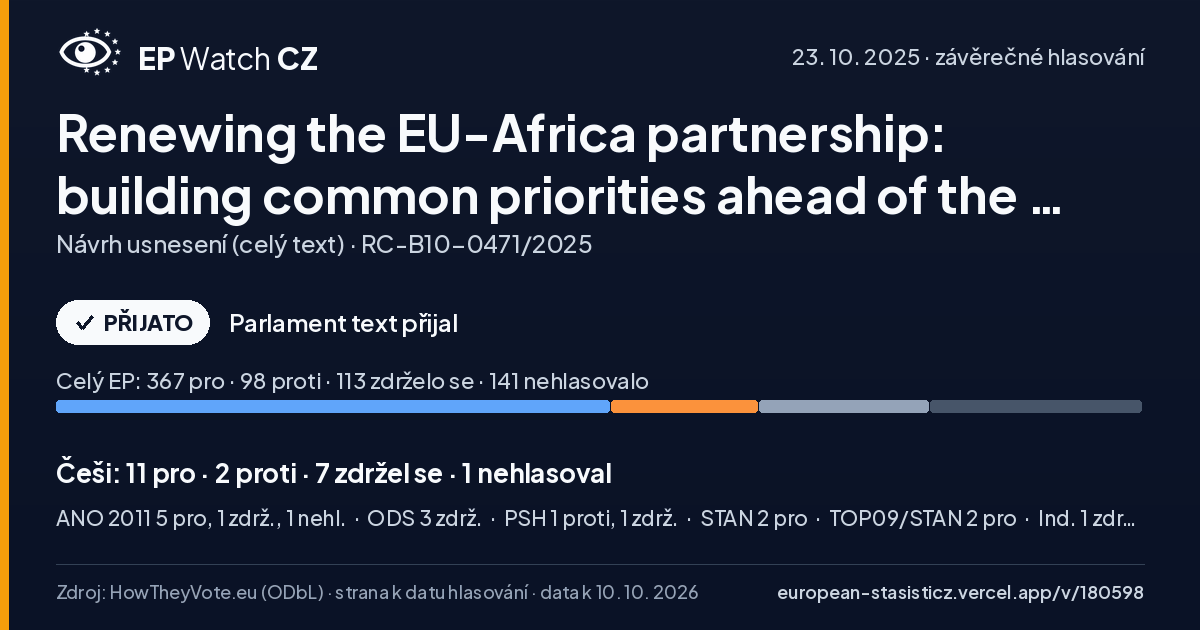 EP Watch CZ
23. 10. 2025 · závěrečné hlasování
Renewing the EU-Africa partnership:
building common priorities ahead of the …
Návrh usnesení (celý text) · RC-B10-0471/2025
✓ PŘIJATO
Parlament text přijal
Celý EP: 367 pro · 98 proti · 113 zdrželo se · 141 nehlasovalo
Češi: 11 pro · 2 proti · 7 zdržel se · 1 nehlasoval
ANO 2011 5 pro, 1 zdrž., 1 nehl. · ODS 3 zdrž. · PSH 1 proti, 1 zdrž. · STAN 2 pro · TOP09/STAN 2 pro · Ind. 1 zdr…
Zdroj: HowTheyVote.eu (ODbL) · strana k datu hlasování · data k 10. 10. 2026
european-stasisticz.vercel.app/v/180598